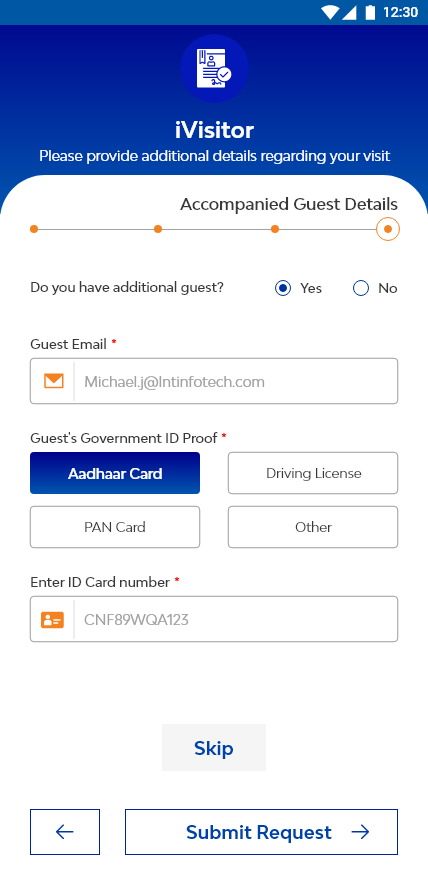 12:30
iVisitor
Please provide additional details regarding your visit
Accompanied Guest Details
Do you have additional guest? Yes No
Guest Email *
Michael.j@lntinfotech.com
Guest's Government ID Proof *
Aadhaar Card Driving License
PAN Card Other
Enter ID Card number *
CNF89WQA123
Skip
Submit Request